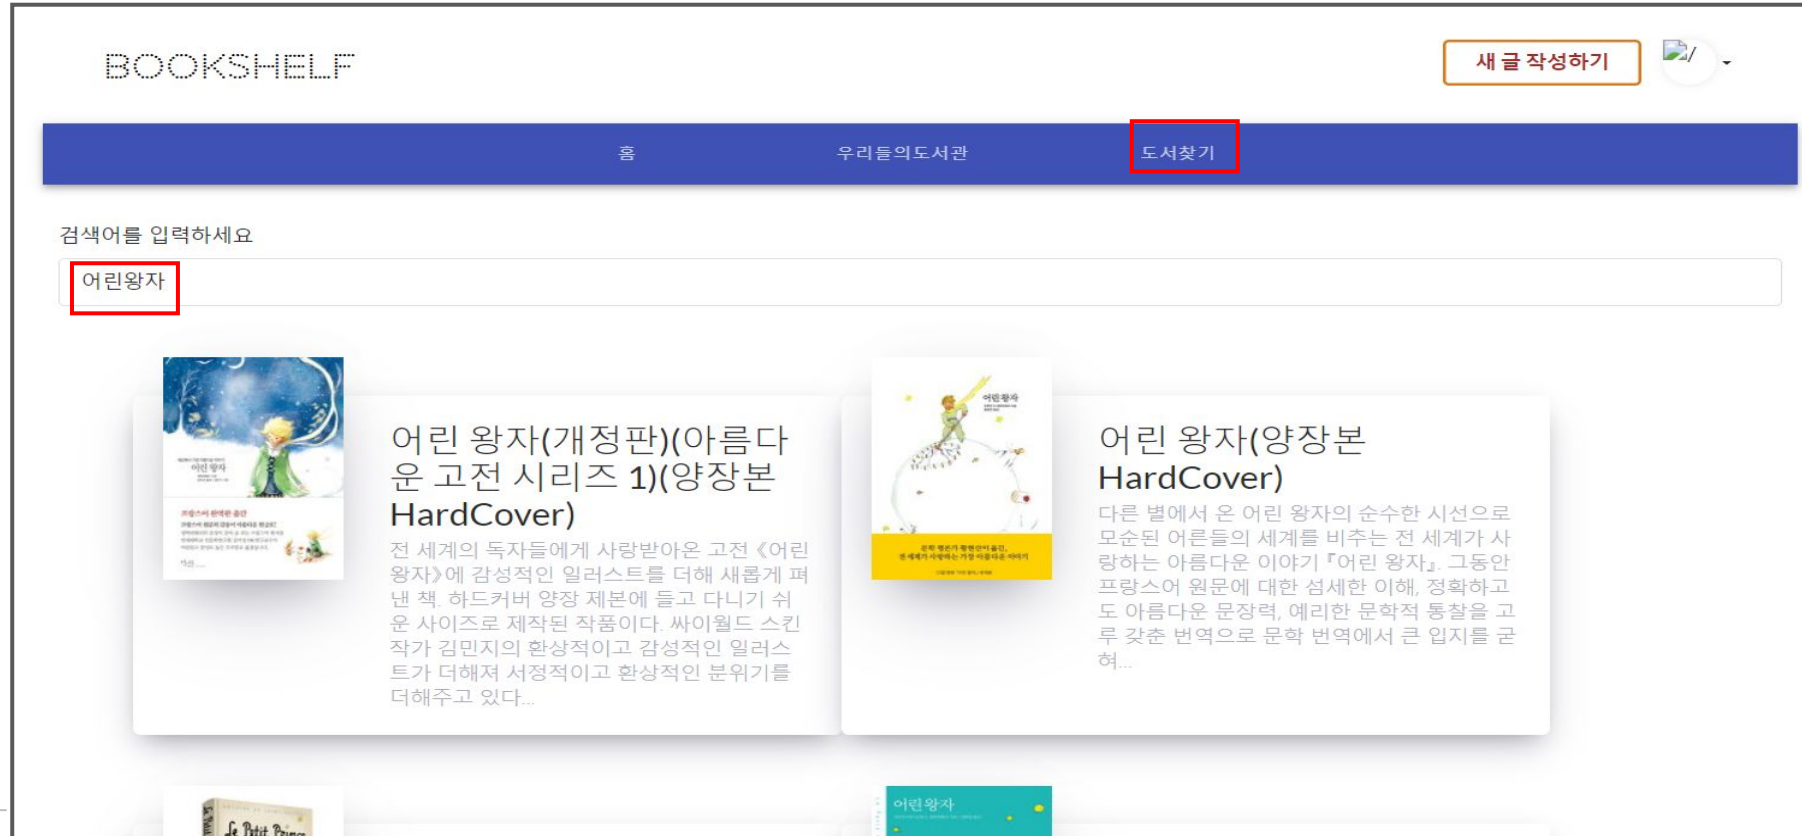 BOOKSHELF
새 글 작성하기
홈
우리들의도서관
도서찾기
검색어를 입력하세요
어린왕자
어린 왕자
어린 왕자(개정판)(아름다
운 고전 시리즈 1)(양장본
HardCover)
전 세계의 독자들에게 사랑받아온 고전 《어린
왕자》에 감성적인 일러스트를 더해 새롭게 펴
낸 책. 하드커버 양장 제본에 들고 다니기 쉬
운 사이즈로 제작된 작품이다. 싸이월드 스킨
작가 김민지의 환상적이고 감성적인 일러스
트가 더해져 서정적이고 환상적인 분위기를
더해주고 있다...
어린 왕자
어린 왕자(양장본
HardCover)
다른 별에서 온 어린 왕자의 순수한 시선으로
모순된 어른들의 세계를 비추는 전 세계가 사
랑하는 아름다운 이야기 『어린 왕자』. 그동안
프랑스어 원문에 대한 섬세한 이해, 정확하고
도 아름다운 문장력, 예리한 문학적 통찰을 고
루 갖춘 번역으로 문학 번역에서 큰 입지를 굳
혀...
Le Petit Prince
어린 왕자